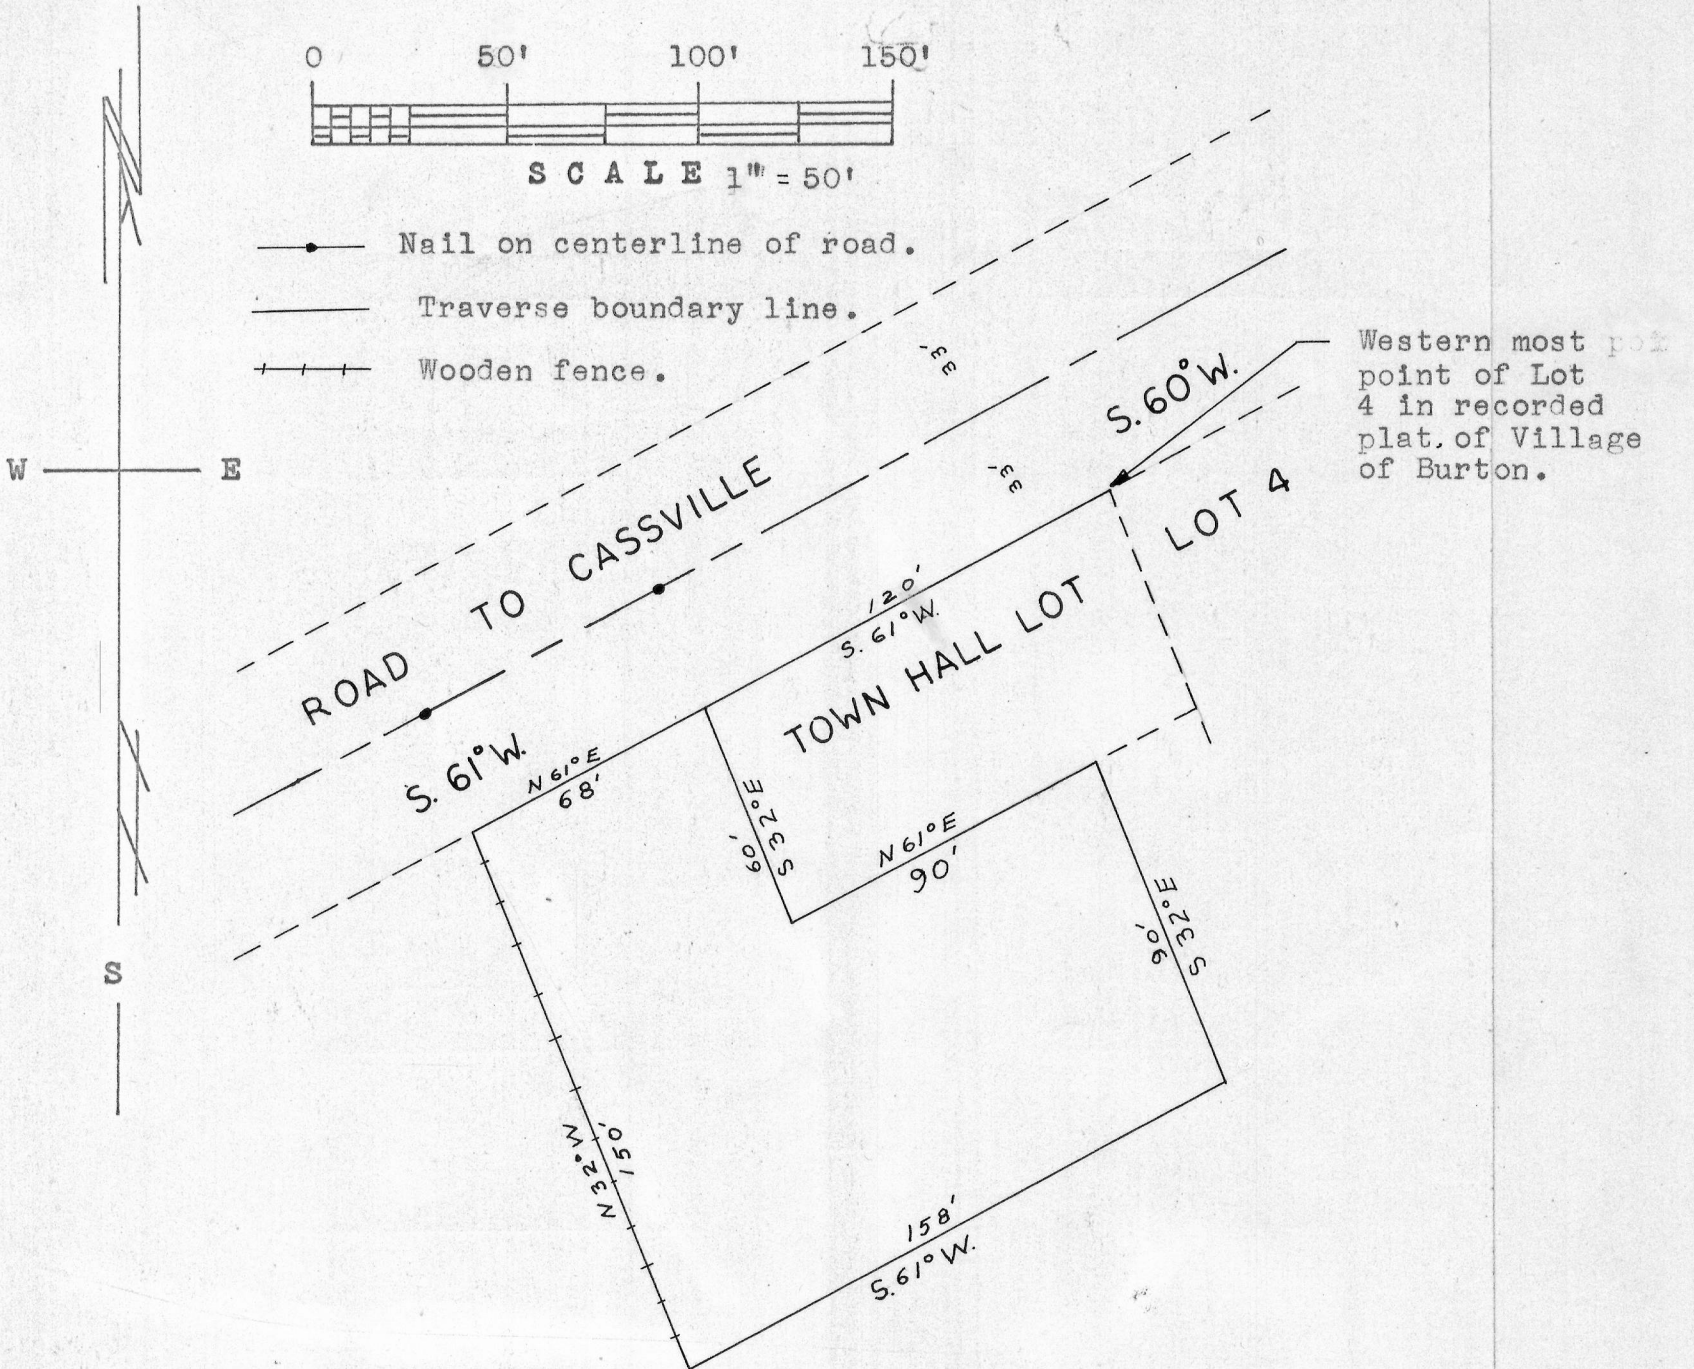 0 50' 100' 150'
SCALE 1" = 50'
Nail on centerline of road.
Traverse boundary line.
Wooden fence.
N
W E
S
33'
33'
S. 60° W.
Western most
point of Lot
4 in recorded
plat. of Village
of Burton.
ROAD TO CASSVILLE
LOT 4
120'
S. 61° W.
TOWN HALL LOT
S. 61° W.
N 61° E
68'
60'
S 32° E
N 61° E
90'
90'
S 32° E
N 32° W
150'
158'
S. 61° W.